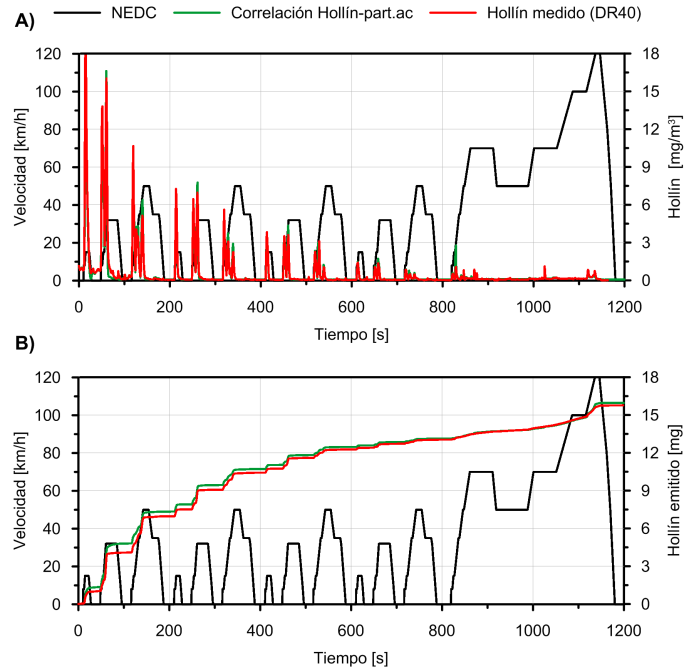 NEDC Correlación Hollín-part.ac Hollín medido (DR40)
A)
120 18
100 15
80 12
60 9
40 6
20 3
0 0
Velocidad [km/h]
Hollín [mg/m³]
0 200 400 600 800 1000 1200
Tiempo [s]
B)
120 18
100 15
80 12
60 9
40 6
20 3
0 0
Velocidad [km/h]
Hollín emitido [mg]
0 200 400 600 800 1000 1200
Tiempo [s]